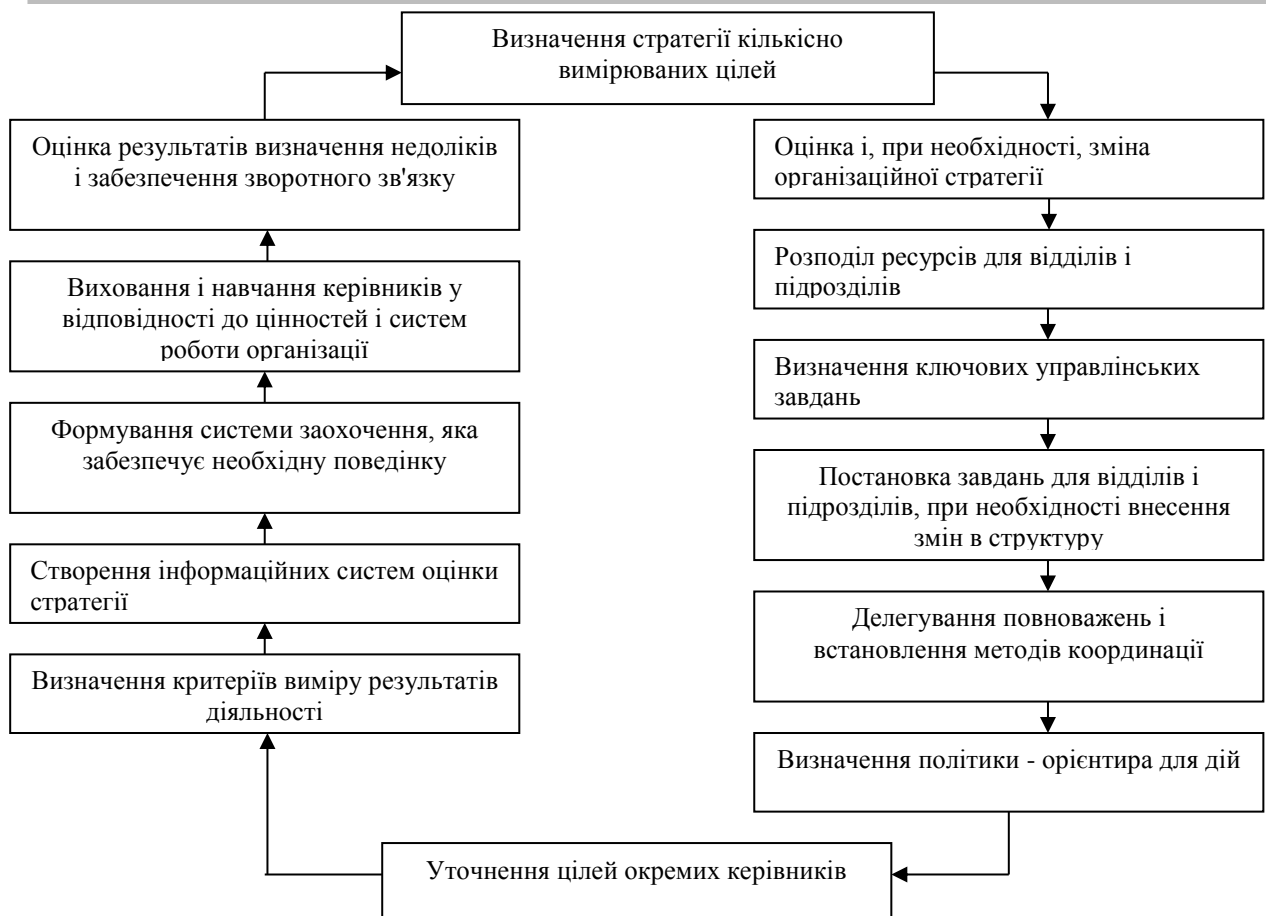 Визначення стратегії кількісно
вимірюваних цілей
Оцінка результатів визначення недоліків
і забезпечення зворотного зв'язку
Виховання і навчання керівників у
відповідності до цінностей і систем
роботи організації
Формування системи заохочення, яка
забезпечує необхідну поведінку
Створення інформаційних систем оцінки
стратегії
Визначення критеріїв виміру результатів
діяльності
Оцінка і, при необхідності, зміна
організаційної стратегії
Розподіл ресурсів для відділів і
підрозділів
Визначення ключових управлінських
завдань
Постановка завдань для відділів і
підрозділів, при необхідності внесення
змін в структуру
Делегування повноважень і
встановлення методів координації
Визначення політики - орієнтира для дій
Уточнення цілей окремих керівників